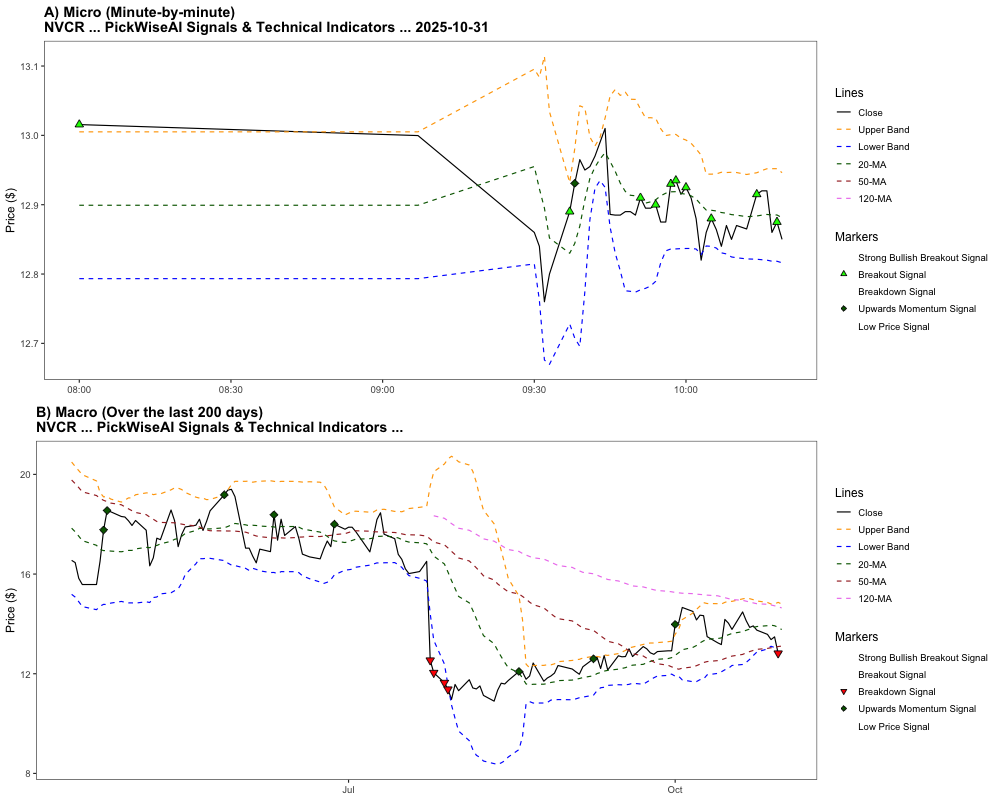 A) Micro (Minute-by-minute)
NVCR ... PickWiseAI Signals & Technical Indicators ... 2025-10-31
Price ($)
13.1
13.0
12.9
12.8
12.7
08:00
08:30
09:00
09:30
10:00
Lines
Close
Upper Band
Lower Band
20-MA
50-MA
120-MA
Markers
Strong Bullish Breakout Signal
Breakout Signal
Breakdown Signal
Upwards Momentum Signal
Low Price Signal
B) Macro (Over the last 200 days)
NVCR ... PickWiseAI Signals & Technical Indicators ...
Price ($)
20
16
12
8
Jul
Oct
Lines
Close
Upper Band
Lower Band
20-MA
50-MA
120-MA
Markers
Strong Bullish Breakout Signal
Breakout Signal
Breakdown Signal
Upwards Momentum Signal
Low Price Signal